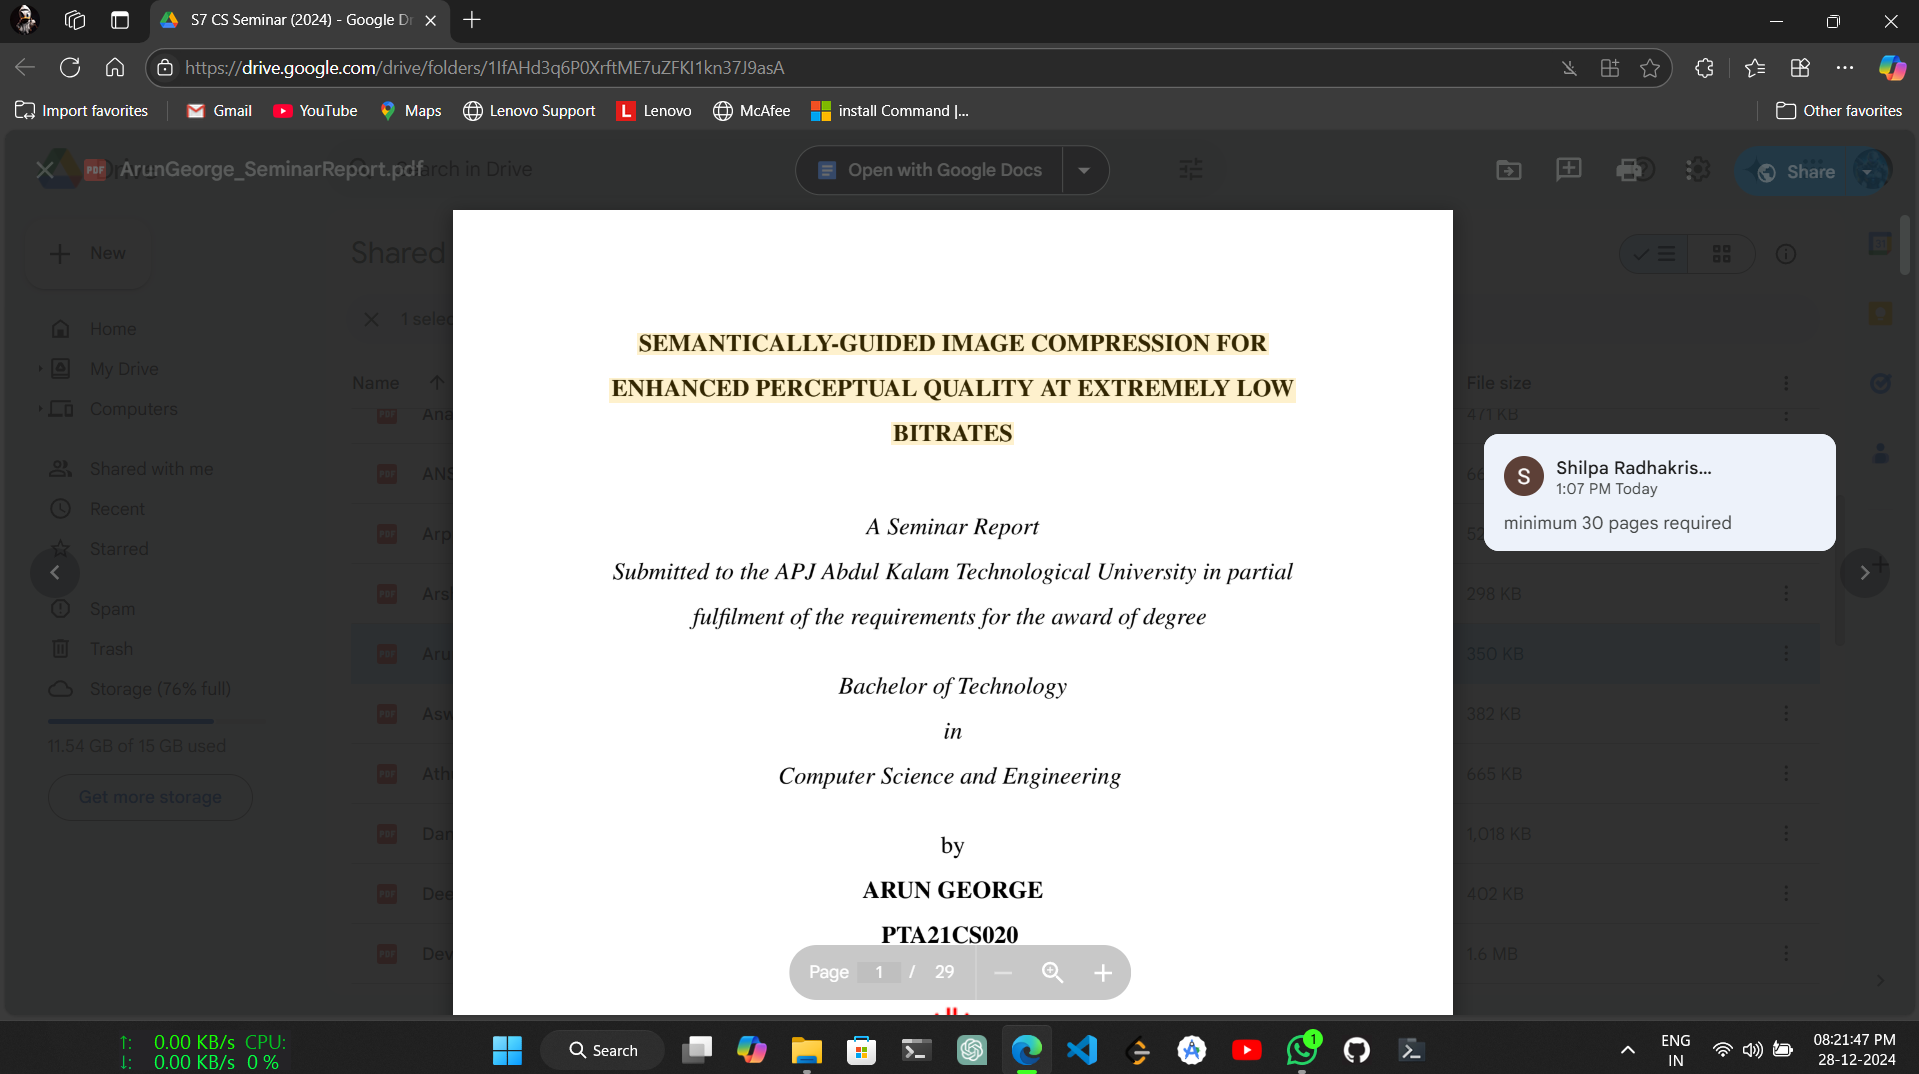 S7 CS Seminar (2024) - Google Dr
https://drive.google.com/drive/folders/1IfAHd3q6P0XrftME7uZFKI1kn37J9asA
Import favorites
Gmail
YouTube
Maps
Lenovo Support
L Lenovo
McAfee
install Command |...
Other favorites
PDF ArunGeorge_SeminarReport.pdf
Search in Drive
Open with Google Docs
Share
New
Shared
1 selec
Home
My Drive
Computers
Shared with me
Recent
Starred
Spam
Trash
Storage (76% full)
11.54 GB of 15 GB used
Get more storage
Name
File size
Ana
471 KB
ANS
66
Arp
52
Arsl
298 KB
Aru
350 KB
Asw
382 KB
Ath
665 KB
Dan
1,018 KB
Dee
402 KB
Dev
1.6 MB
SEMANTICALLY-GUIDED IMAGE COMPRESSION FOR
ENHANCED PERCEPTUAL QUALITY AT EXTREMELY LOW
BITRATES
A Seminar Report
Submitted to the APJ Abdul Kalam Technological University in partial
fulfilment of the requirements for the award of degree
Bachelor of Technology
in
Computer Science and Engineering
by
ARUN GEORGE
PTA21CS020
Page 1 / 29
S
Shilpa Radhakris...
1:07 PM Today
minimum 30 pages required
↑: 0.00 KB/s CPU:
↓: 0.00 KB/s 0 %
Search
1
ENG
IN
08:21:47 PM
28-12-2024